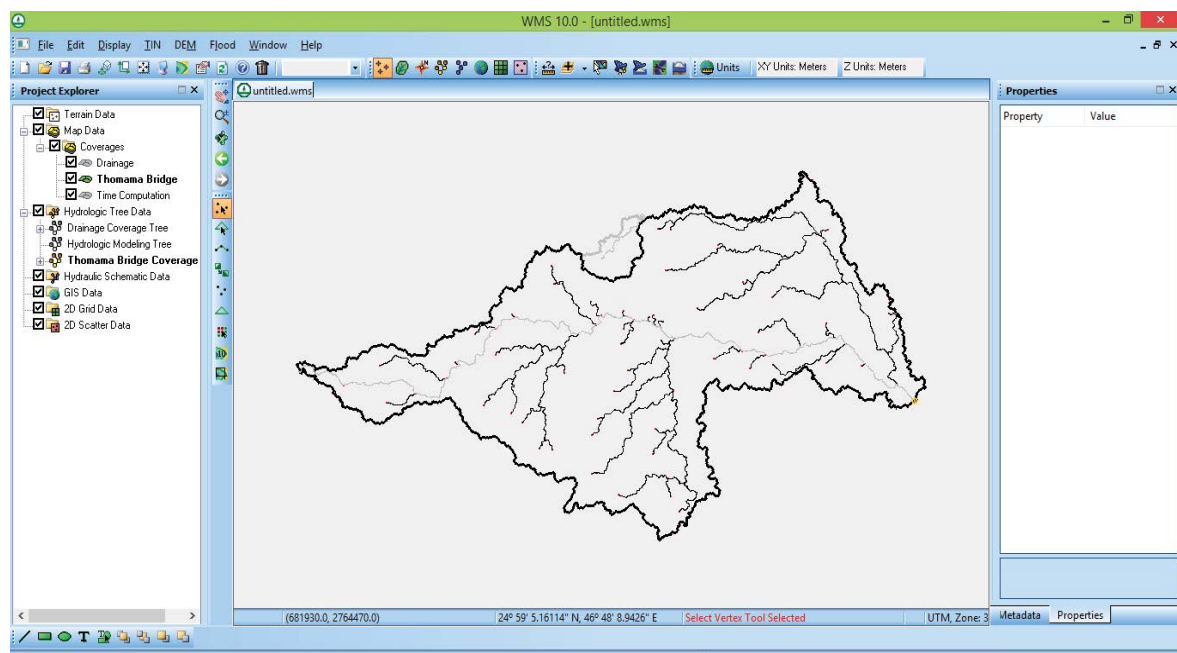 WMS 10.0 - [untitled.wms]
File Edit Display TIN DEM Flood Window Help
Units XY Units: Meters Z Units: Meters
Project Explorer
untitled.wms
Properties
Terrain Data
Map Data
Coverages
Drainage
Thomama Bridge
Time Computation
Hydrologic Tree Data
Drainage Coverage Tree
Hydrologic Modeling Tree
Thomama Bridge Coverage
Hydraulic Schematic Data
GIS Data
2D Grid Data
2D Scatter Data
Property Value
(681930.0, 2764470.0) 24° 59' 5.16114" N, 46° 48' 8.9426" E Select Vertex Tool Selected UTM, Zone: 3
Metadata Properties
T